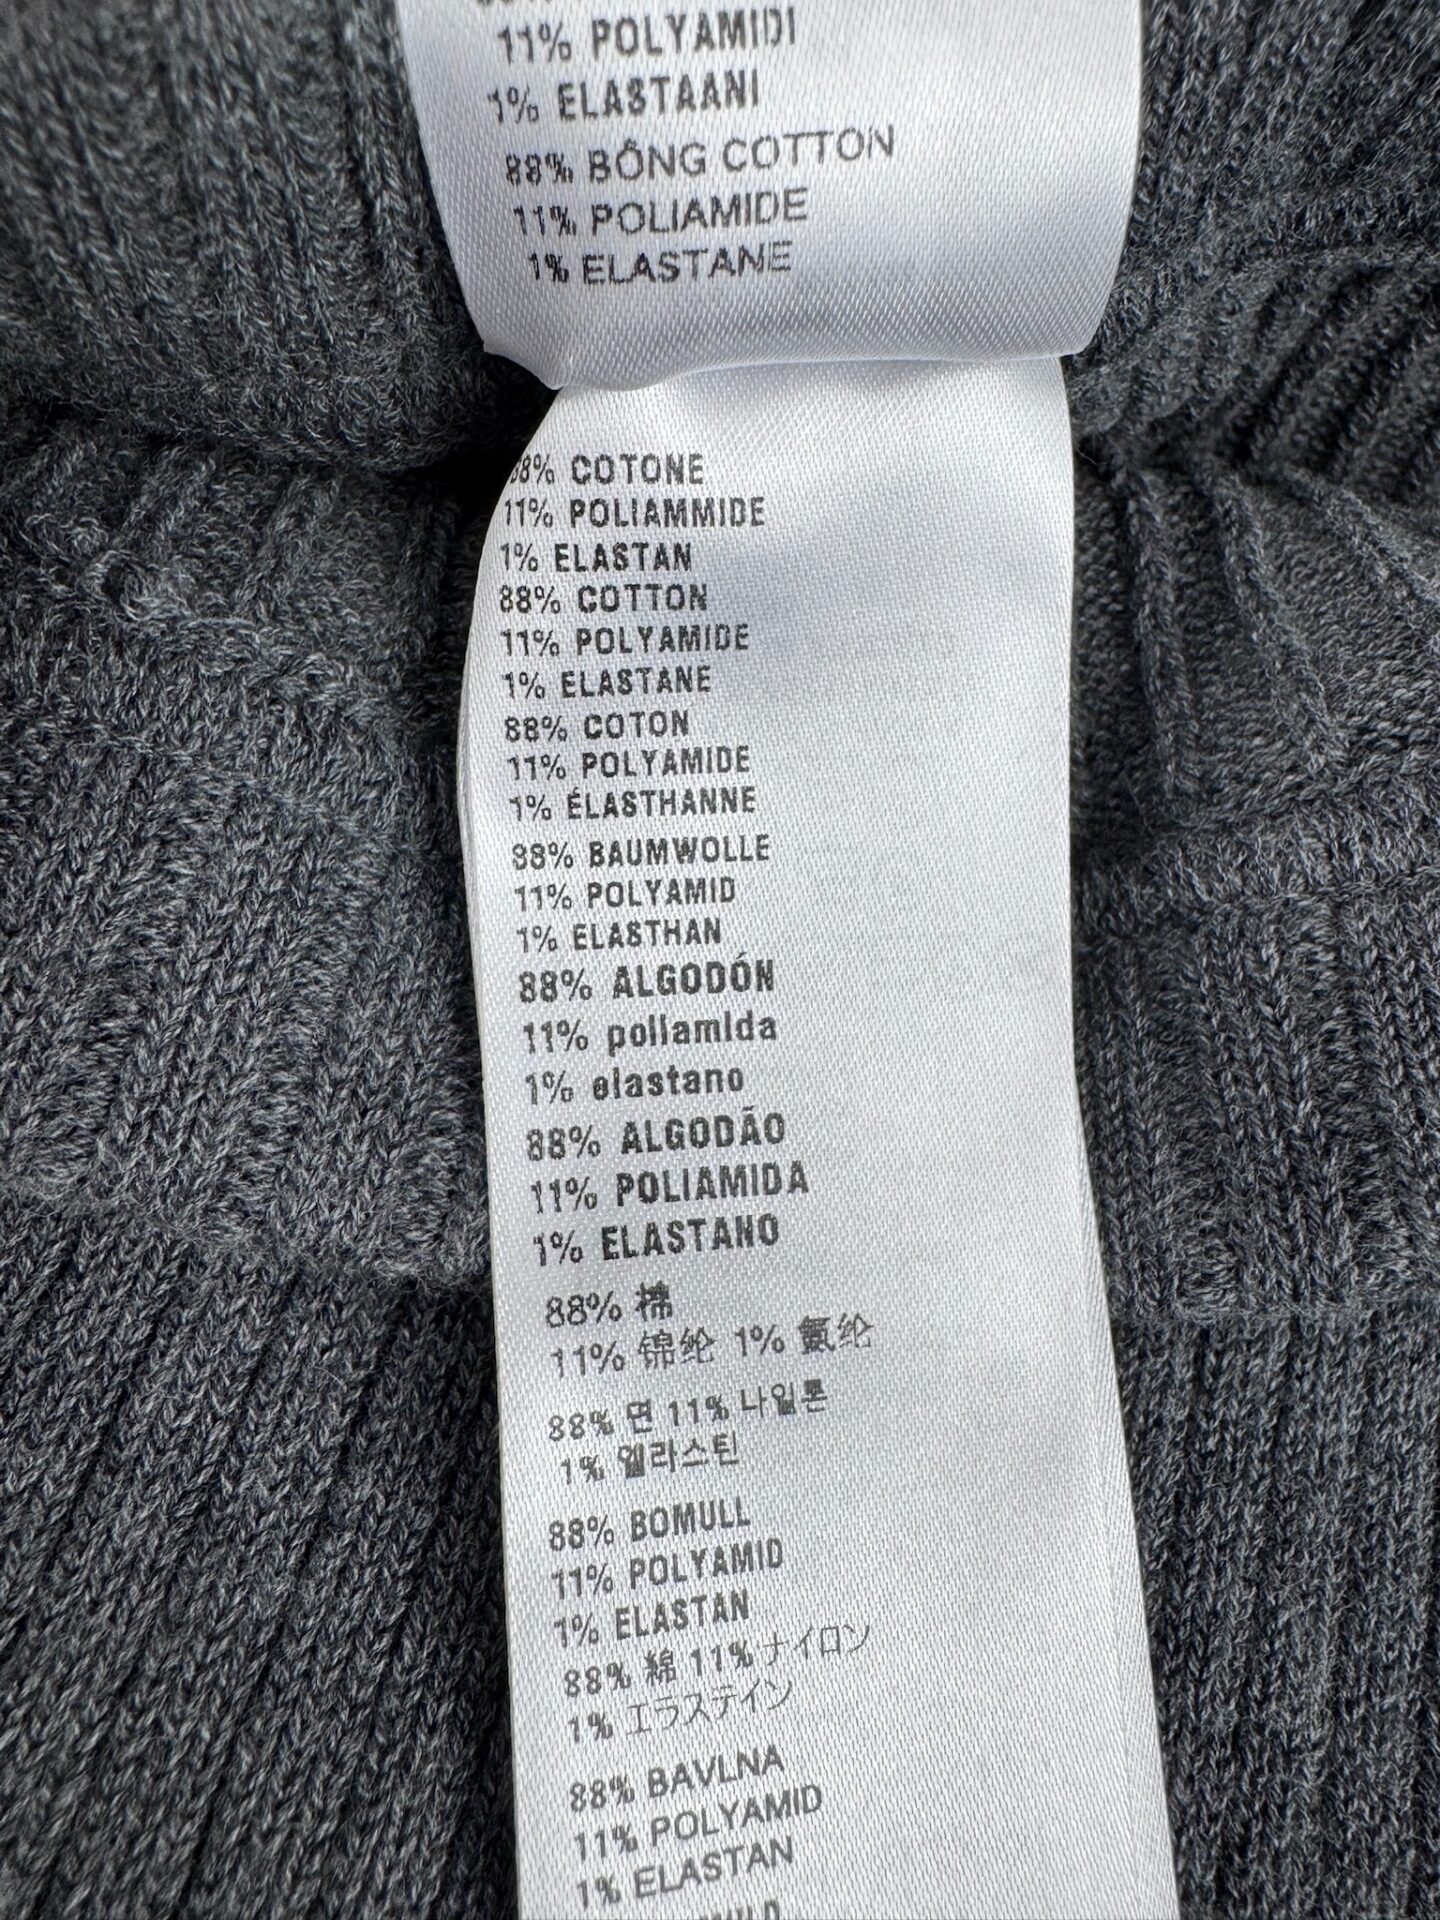 11% POLYAMIDI
1% ELASTAANI
88% BÔNG COTTON
11% POLIAMIDE
1% ELASTANE
88% COTONE
11% POLIAMMIDE
1% ELASTAN
88% COTTON
11% POLYAMIDE
1% ELASTANE
88% COTON
11% POLYAMIDE
1% ÉLASTHANNE
88% BAUMWOLLE
11% POLYAMID
1% ELASTHAN
88% ALGODÓN
11% poliamida
1% elastano
88% ALGODÃO
11% POLIAMIDA
1% ELASTANO
88% 棉
11% 锦纶 1% 氨纶
88% 면 11% 나일론
1% 엘라스틴
88% BOMULL
11% POLYAMID
1% ELASTAN
88% 綿 11% ナイロン
1% エラステイン
88% BAVLNA
11% POLYAMID
1% ELASTAN